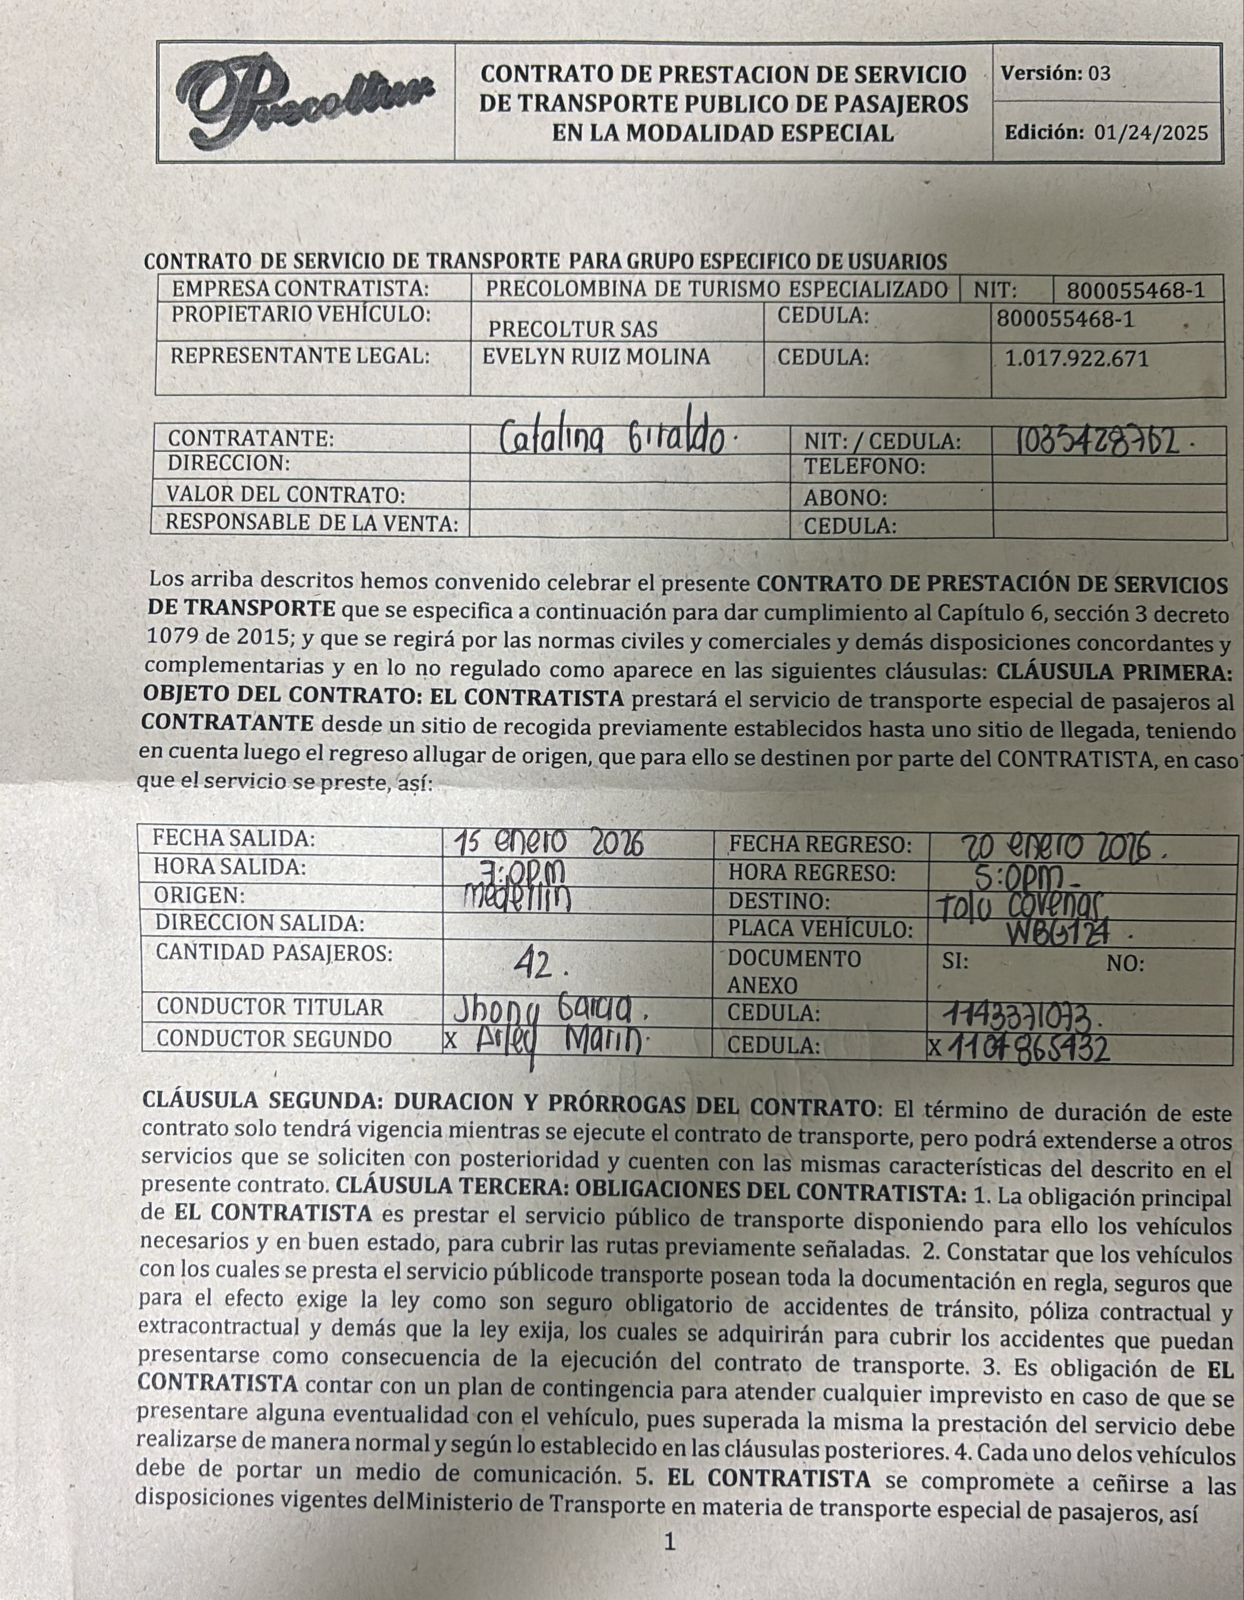 Precoltur
CONTRATO DE PRESTACION DE SERVICIO
DE TRANSPORTE PUBLICO DE PASAJEROS
EN LA MODALIDAD ESPECIAL
Versión: 03
Edición: 01/24/2025
CONTRATO DE SERVICIO DE TRANSPORTE PARA GRUPO ESPECIFICO DE USUARIOS
EMPRESA CONTRATISTA: PRECOLOMBINA DE TURISMO ESPECIALIZADO NIT: 800055468-1
PROPIETARIO VEHÍCULO: PRECOLTUR SAS CEDULA: 800055468-1
REPRESENTANTE LEGAL: EVELYN RUIZ MOLINA CEDULA: 1.017.922.671
CONTRATANTE: Catalina Giraldo. NIT: / CEDULA: 1035428762.
DIRECCION: TELEFONO:
VALOR DEL CONTRATO: ABONO:
RESPONSABLE DE LA VENTA: CEDULA:
Los arriba descritos hemos convenido celebrar el presente CONTRATO DE PRESTACIÓN DE SERVICIOS
DE TRANSPORTE que se especifica a continuación para dar cumplimiento al Capítulo 6, sección 3 decreto
1079 de 2015; y que se regirá por las normas civiles y comerciales y demás disposiciones concordantes y
complementarias y en lo no regulado como aparece en las siguientes cláusulas: CLÁUSULA PRIMERA:
OBJETO DEL CONTRATO: EL CONTRATISTA prestará el servicio de transporte especial de pasajeros al
CONTRATANTE desde un sitio de recogida previamente establecidos hasta uno sitio de llegada, teniendo
en cuenta luego el regreso allugar de origen, que para ello se destinen por parte del CONTRATISTA, en caso
que el servicio se preste, así:
FECHA SALIDA: 15 enero 2026 FECHA REGRESO: 20 enero 2026.
HORA SALIDA: 7:0pm HORA REGRESO: 5:0pm
ORIGEN: medellin DESTINO: tolu coveñas
DIRECCION SALIDA: PLACA VEHÍCULO: WBG124.
CANTIDAD PASAJEROS: 42. DOCUMENTO ANEXO SI: NO:
CONDUCTOR TITULAR Jhony Garcia. CEDULA: 1143371073.
CONDUCTOR SEGUNDO X Arley Marin. CEDULA: X 1107865432
CLÁUSULA SEGUNDA: DURACION Y PRÓRROGAS DEL CONTRATO: El término de duración de este
contrato solo tendrá vigencia mientras se ejecute el contrato de transporte, pero podrá extenderse a otros
servicios que se soliciten con posterioridad y cuenten con las mismas características del descrito en el
presente contrato. CLÁUSULA TERCERA: OBLIGACIONES DEL CONTRATISTA: 1. La obligación principal
de EL CONTRATISTA es prestar el servicio público de transporte disponiendo para ello los vehículos
necesarios y en buen estado, para cubrir las rutas previamente señaladas. 2. Constatar que los vehículos
con los cuales se presta el servicio públicode transporte posean toda la documentación en regla, seguros que
para el efecto exige la ley como son seguro obligatorio de accidentes de tránsito, póliza contractual y
extracontractual y demás que la ley exija, los cuales se adquirirán para cubrir los accidentes que puedan
presentarse como consecuencia de la ejecución del contrato de transporte. 3. Es obligación de EL
CONTRATISTA contar con un plan de contingencia para atender cualquier imprevisto en caso de que se
presentare alguna eventualidad con el vehículo, pues superada la misma la prestación del servicio debe
realizarse de manera normal y según lo establecido en las cláusulas posteriores. 4. Cada uno delos vehículos
debe de portar un medio de comunicación. 5. EL CONTRATISTA se compromete a ceñirse a las
disposiciones vigentes delMinisterio de Transporte en materia de transporte especial de pasajeros, así
1